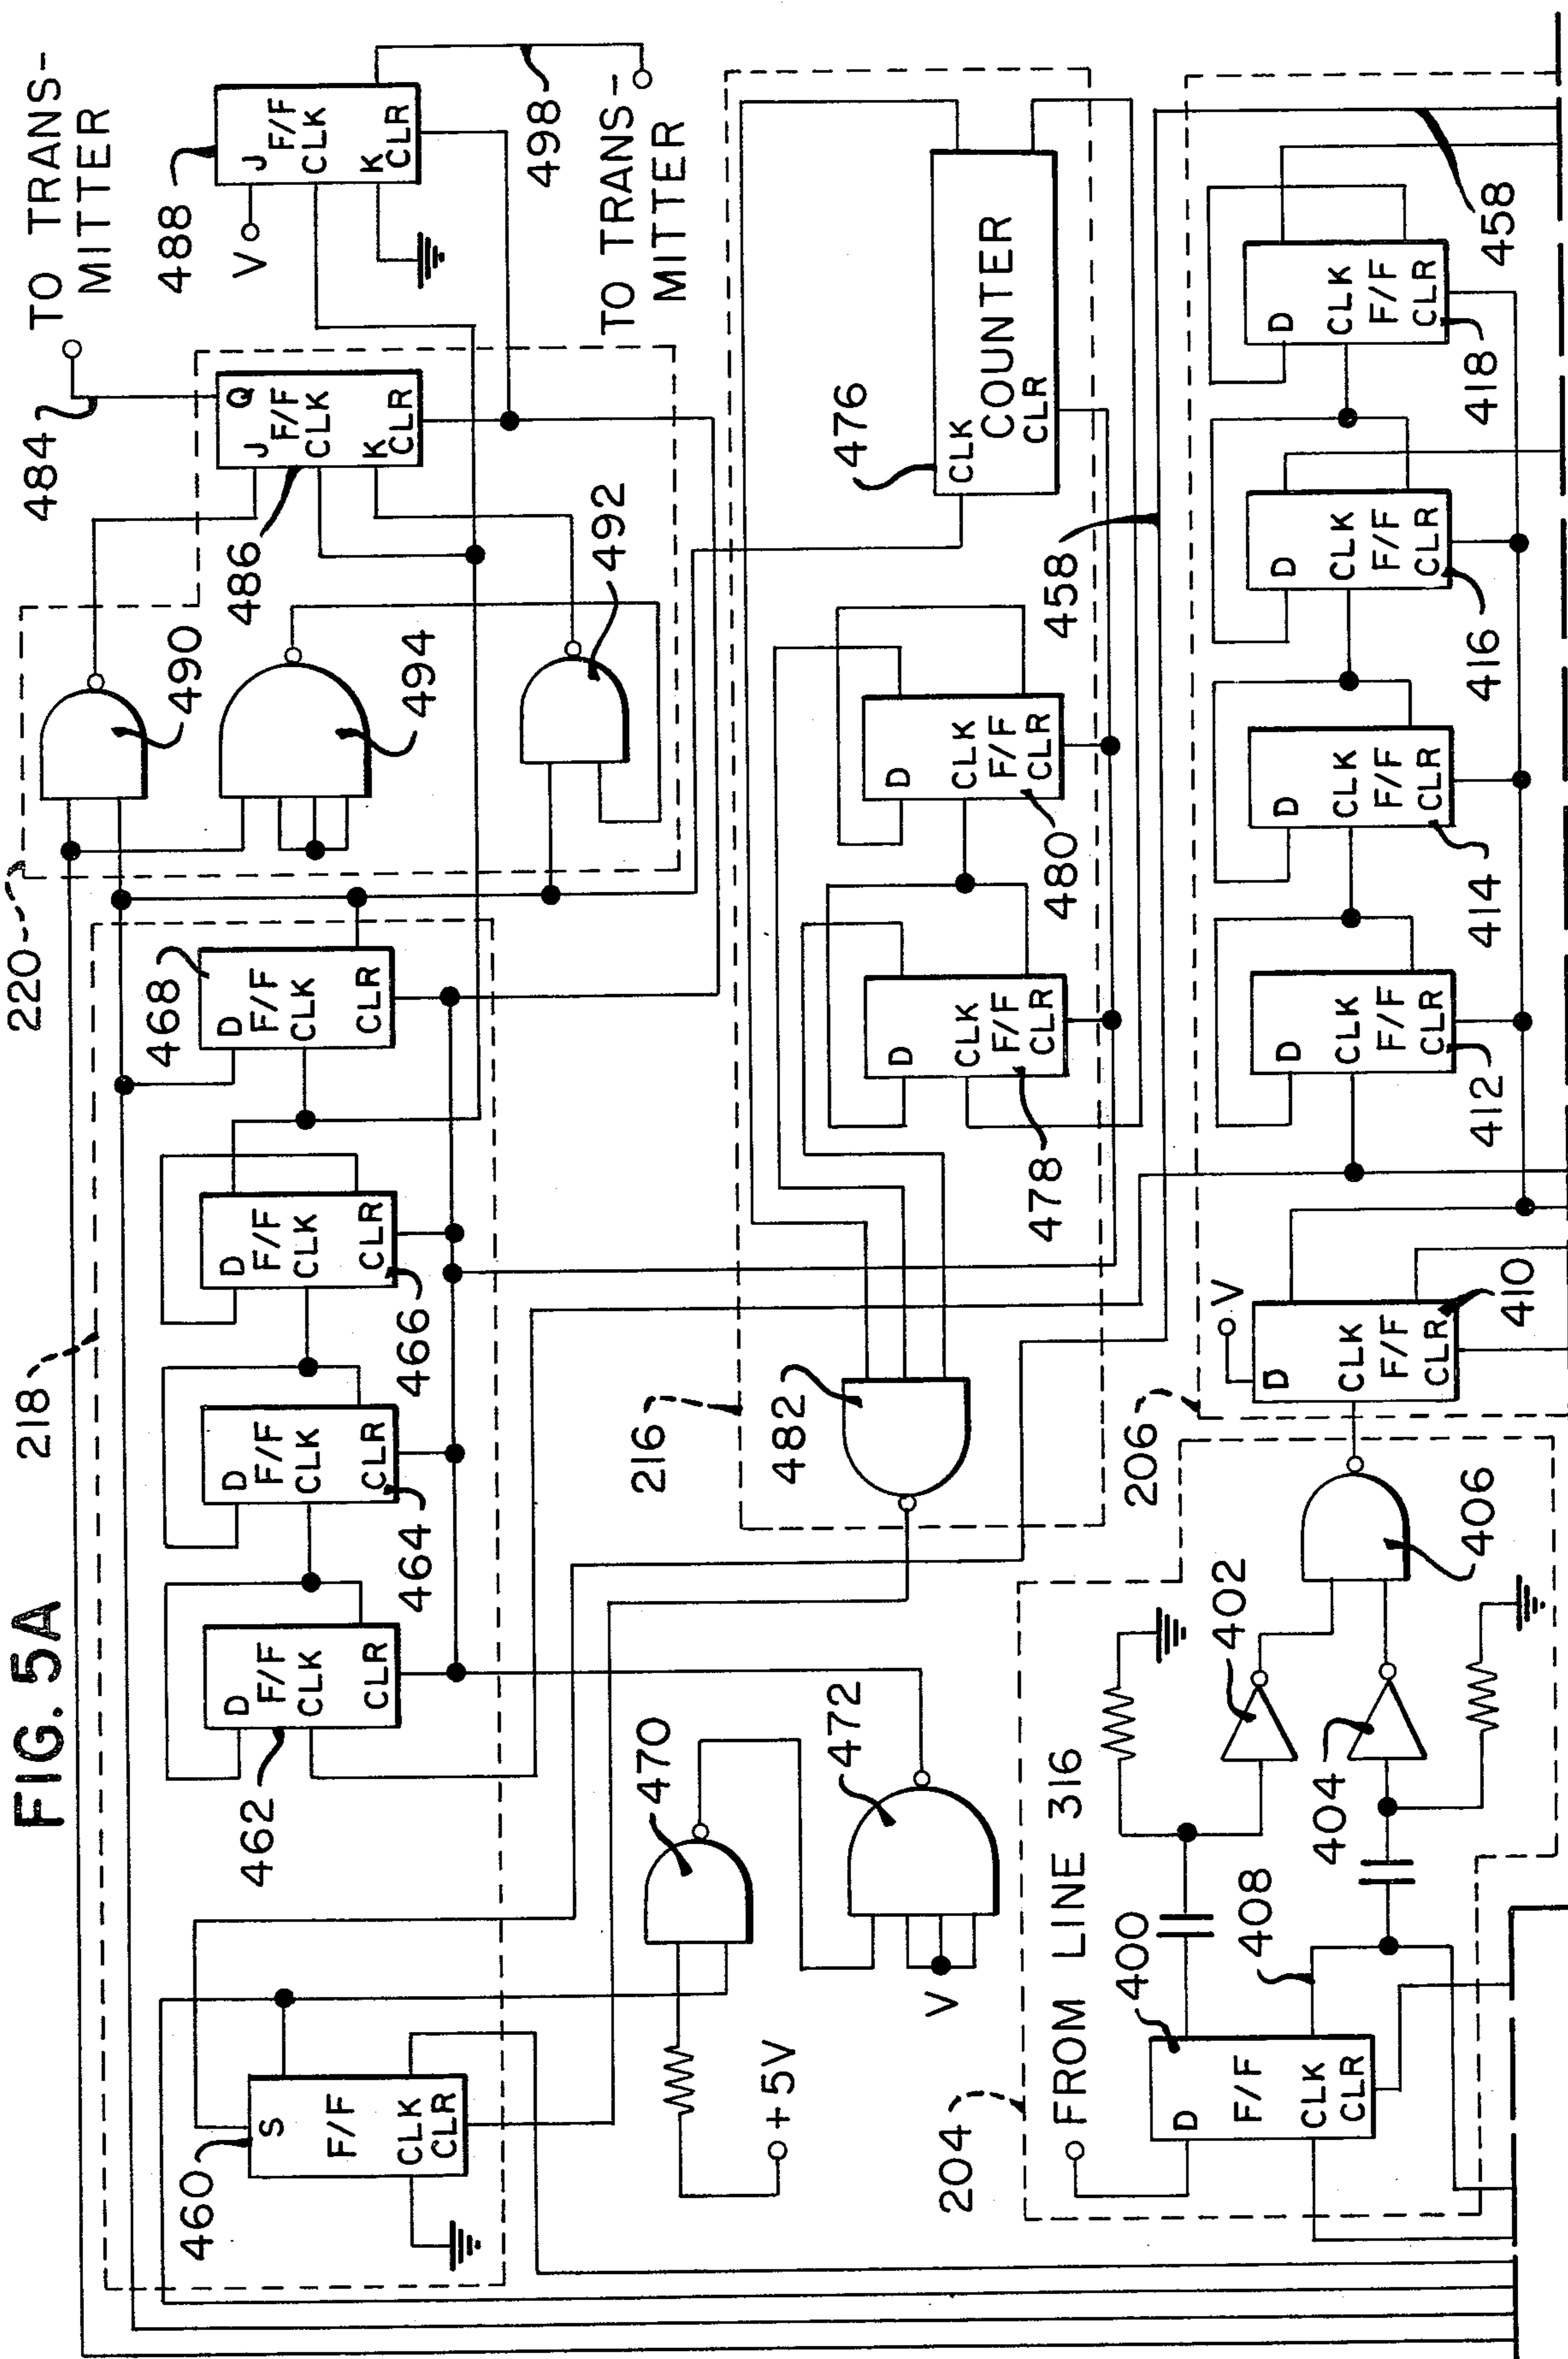 FIG. 5A
220
218
484
TO TRANS-
MITTER
488
J
F/F
CLK
K
CLR
V
498
TO TRANS-
MITTER
J Q
F/F
CLK
K
CLR
486
490
494
492
468
D
F/F
CLK
CLR
D
F/F
CLK
CLR
466
D
F/F
CLK
CLR
464
D
F/F
CLK
CLR
462
460
S
F/F
CLK
CLR
470
+5V
472
V
216
482
476
CLK
COUNTER
CLR
458
D
CLK
F/F
CLR
480
D
CLK
F/F
CLR
478
204
FROM LINE 316
400
D
F/F
CLK
CLR
408
402
404
406
206
V
D
CLK
F/F
CLR
410
D
CLK
F/F
CLR
412
D
CLK
F/F
CLR
414
D
CLK
F/F
CLR
416
D
CLK
F/F
CLR
418
458